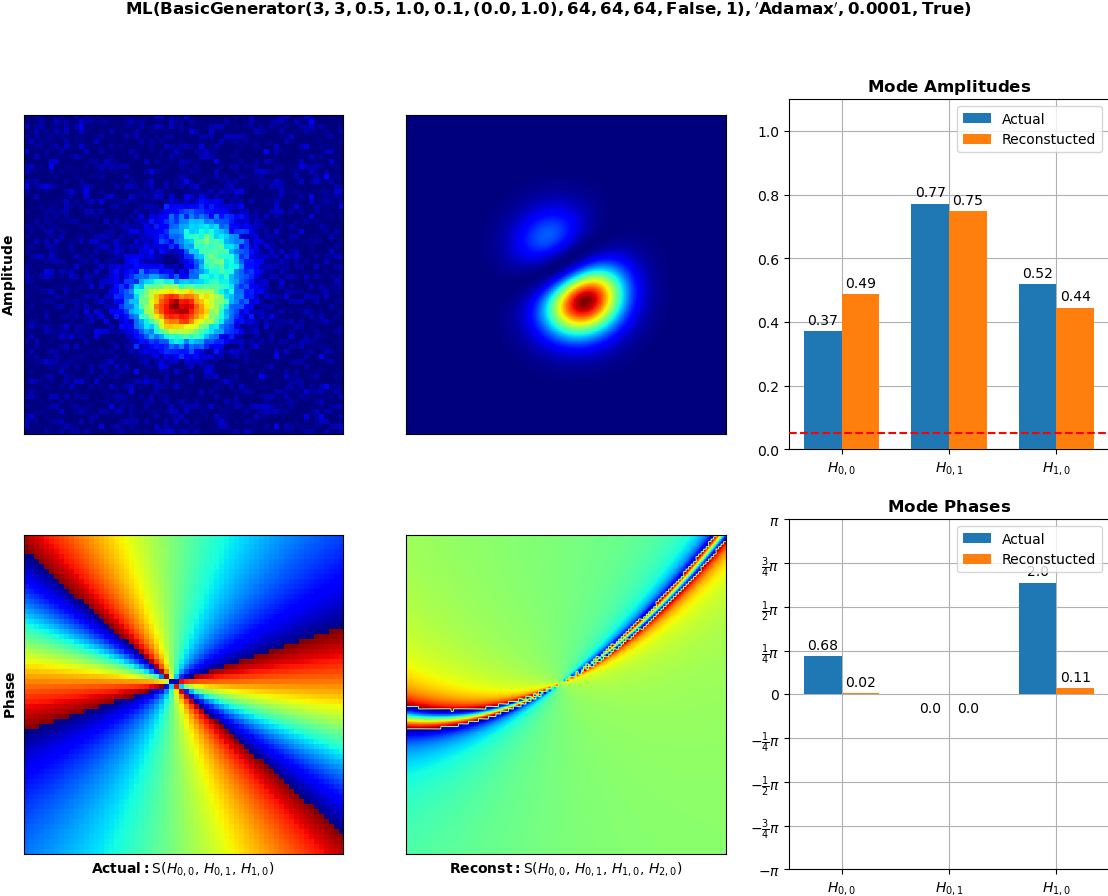 ML(BasicGenerator(3, 3, 0.5, 1.0, 0.1, (0.0, 1.0), 64, 64, 64, False, 1), ′Adamax′, 0.0001, True)
Amplitude
Mode Amplitudes
Actual
Reconstucted
1.0
0.8
0.6
0.4
0.2
0.0
0.37
0.49
0.77
0.75
0.52
0.44
H0,0
H0,1
H1,0
Phase
Actual: S(H0,0, H0,1, H1,0)
Reconst: S(H0,0, H0,1, H1,0, H2,0)
Mode Phases
Actual
Reconstucted
π
3/4π
1/2π
1/4π
0
−1/4π
−1/2π
−3/4π
−π
0.68
0.02
0.0
0.0
2.0
0.11
H0,0
H0,1
H1,0